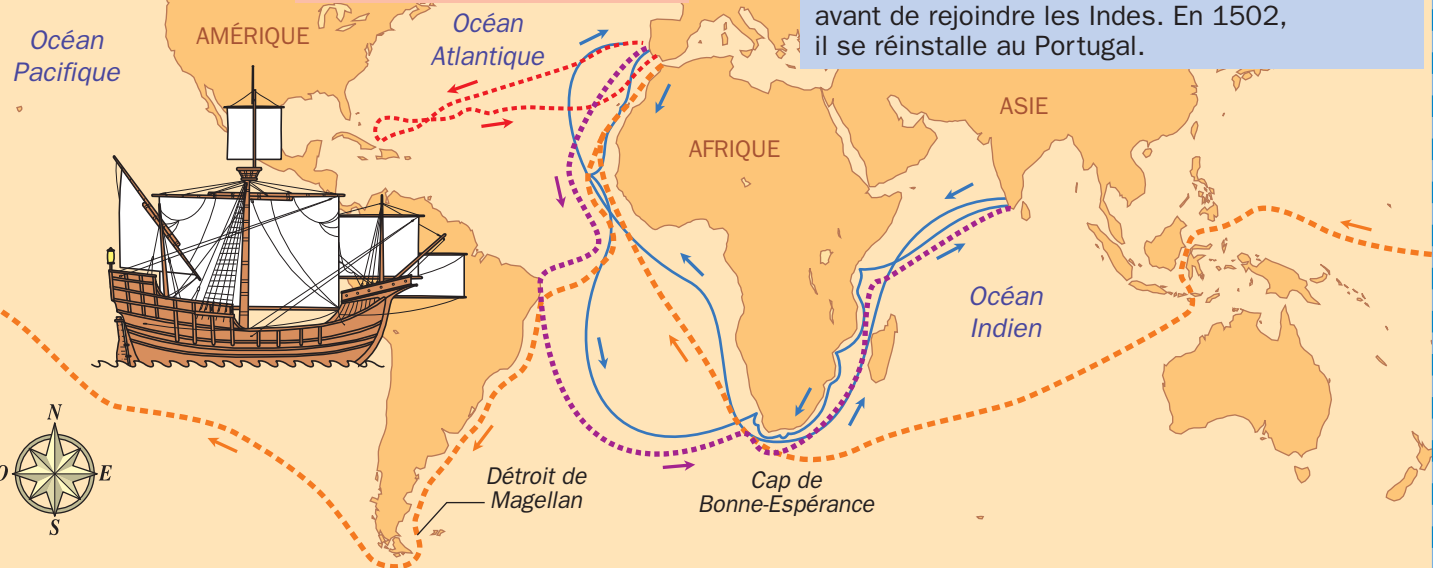 avant de rejoindre les Indes. En 1502,
il se réinstalle au Portugal.
Océan
Pacifique
AMÉRIQUE
Océan
Atlantique
AFRIQUE
ASIE
Océan
Indien
N
O
E
S
Détroit de
Magellan
Cap de
Bonne-Espérance